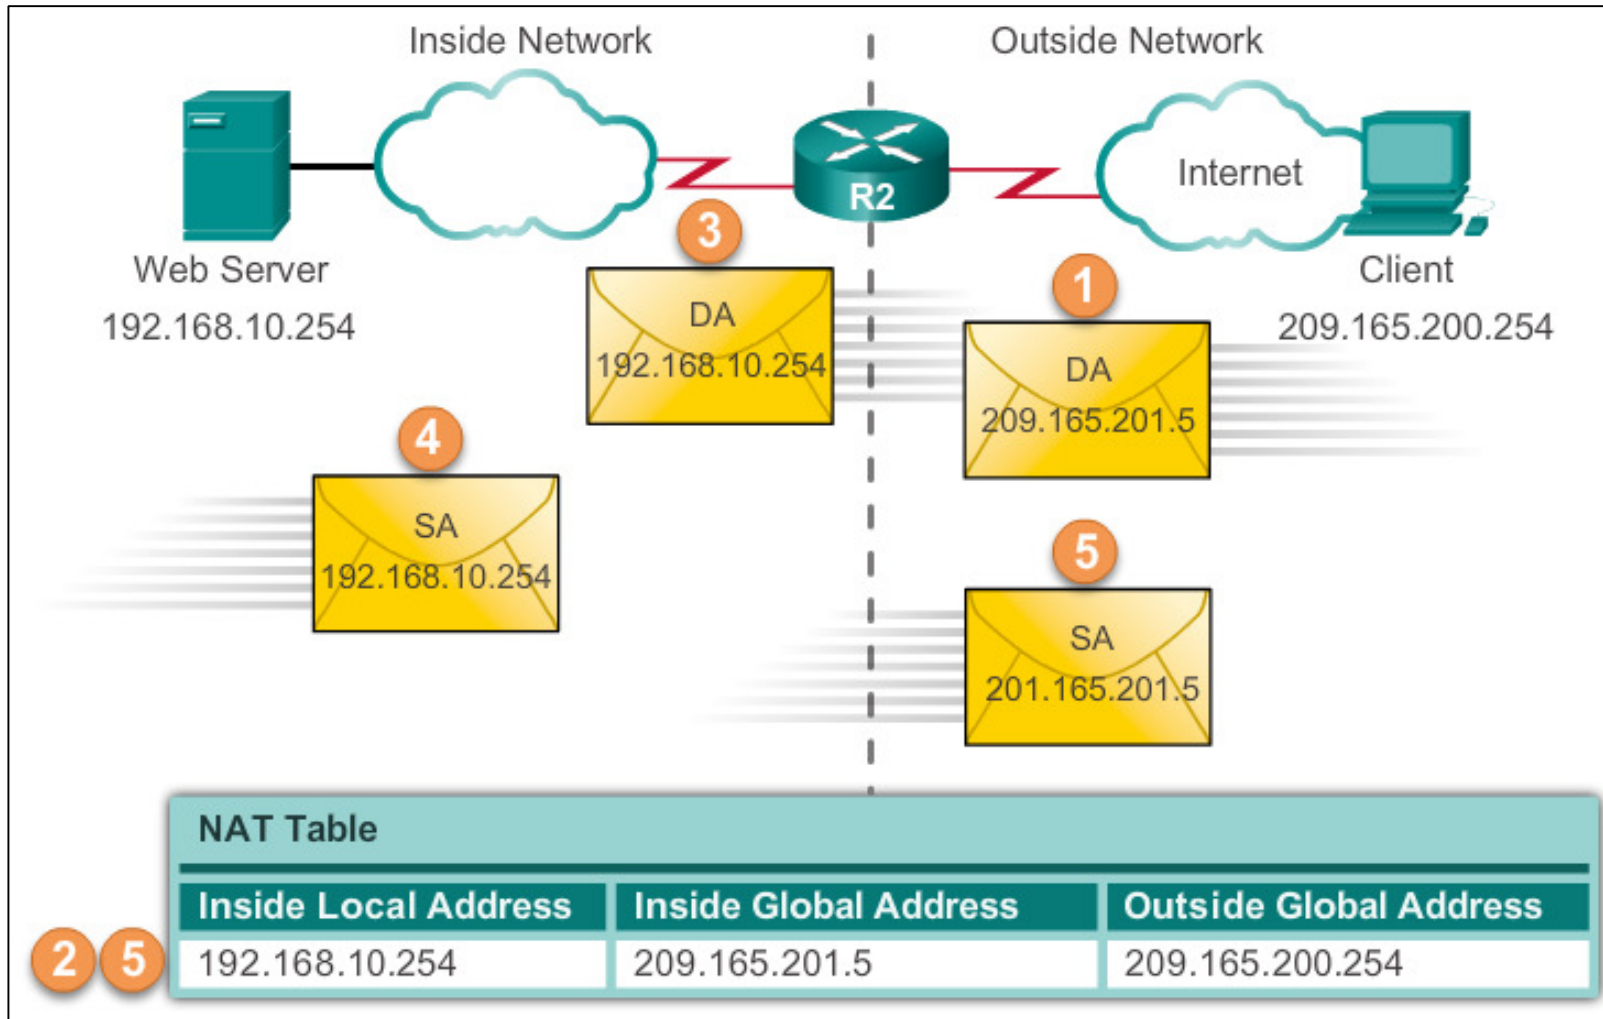 Inside Network
Outside Network
Internet
R2
Web Server
192.168.10.254
Client
209.165.200.254
3
DA
192.168.10.254
1
DA
209.165.201.5
4
SA
192.168.10.254
5
SA
201.165.201.5
NAT Table
Inside Local Address Inside Global Address Outside Global Address
2 5 192.168.10.254 209.165.201.5 209.165.200.254